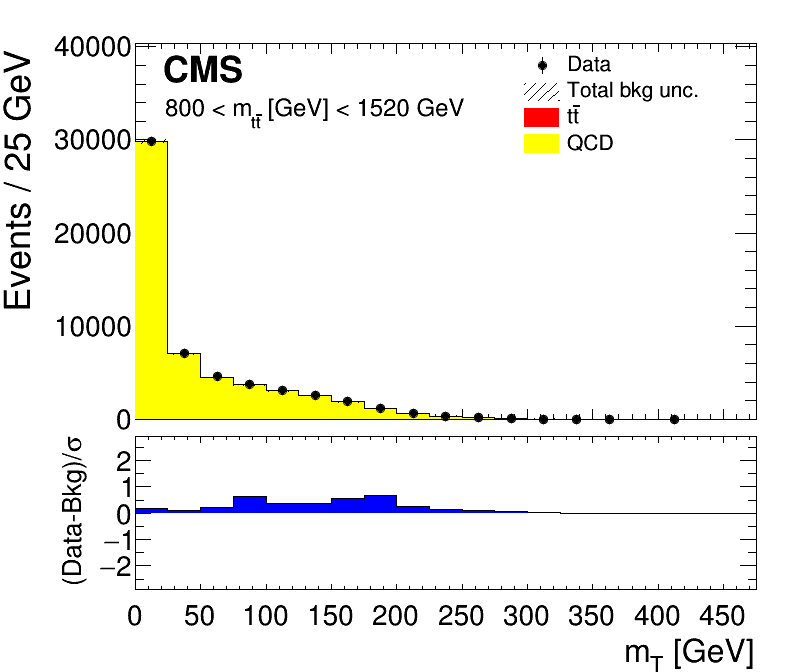 CMS
800 < m_tt̄ [GeV] < 1520 GeV
Data
Total bkg unc.
tt̄
QCD
Events / 25 GeV
40000
30000
20000
10000
0
(Data-Bkg)/σ
2
1
0
−1
−2
0 50 100 150 200 250 300 350 400 450
m_T [GeV]